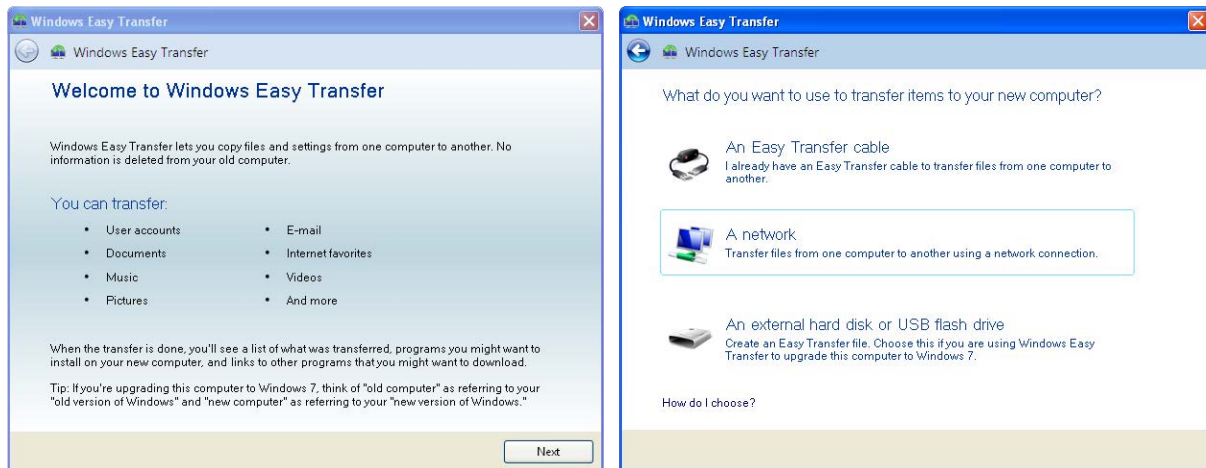 Windows Easy Transfer
Windows Easy Transfer
Welcome to Windows Easy Transfer
Windows Easy Transfer lets you copy files and settings from one computer to another. No
information is deleted from your old computer.
You can transfer:
• User accounts
• Documents
• Music
• Pictures
• E-mail
• Internet favorites
• Videos
• And more
When the transfer is done, you'll see a list of what was transferred, programs you might want to
install on your new computer, and links to other programs that you might want to download.
Tip: If you're upgrading this computer to Windows 7, think of "old computer" as referring to your
"old version of Windows" and "new computer" as referring to your "new version of Windows."
Next
Windows Easy Transfer
Windows Easy Transfer
What do you want to use to transfer items to your new computer?
An Easy Transfer cable
I already have an Easy Transfer cable to transfer files from one computer to
another.
A network
Transfer files from one computer to another using a network connection.
An external hard disk or USB flash drive
Create an Easy Transfer file. Choose this if you are using Windows Easy
Transfer to upgrade this computer to Windows 7.
How do I choose?